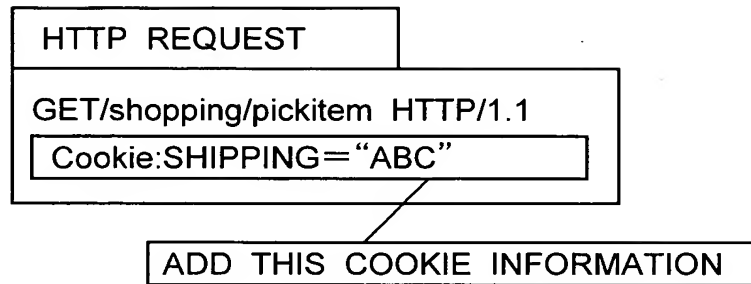 HTTP REQUEST
GET/shopping/pickitem HTTP/1.1
Cookie:SHIPPING＝“ABC”
ADD THIS COOKIE INFORMATION